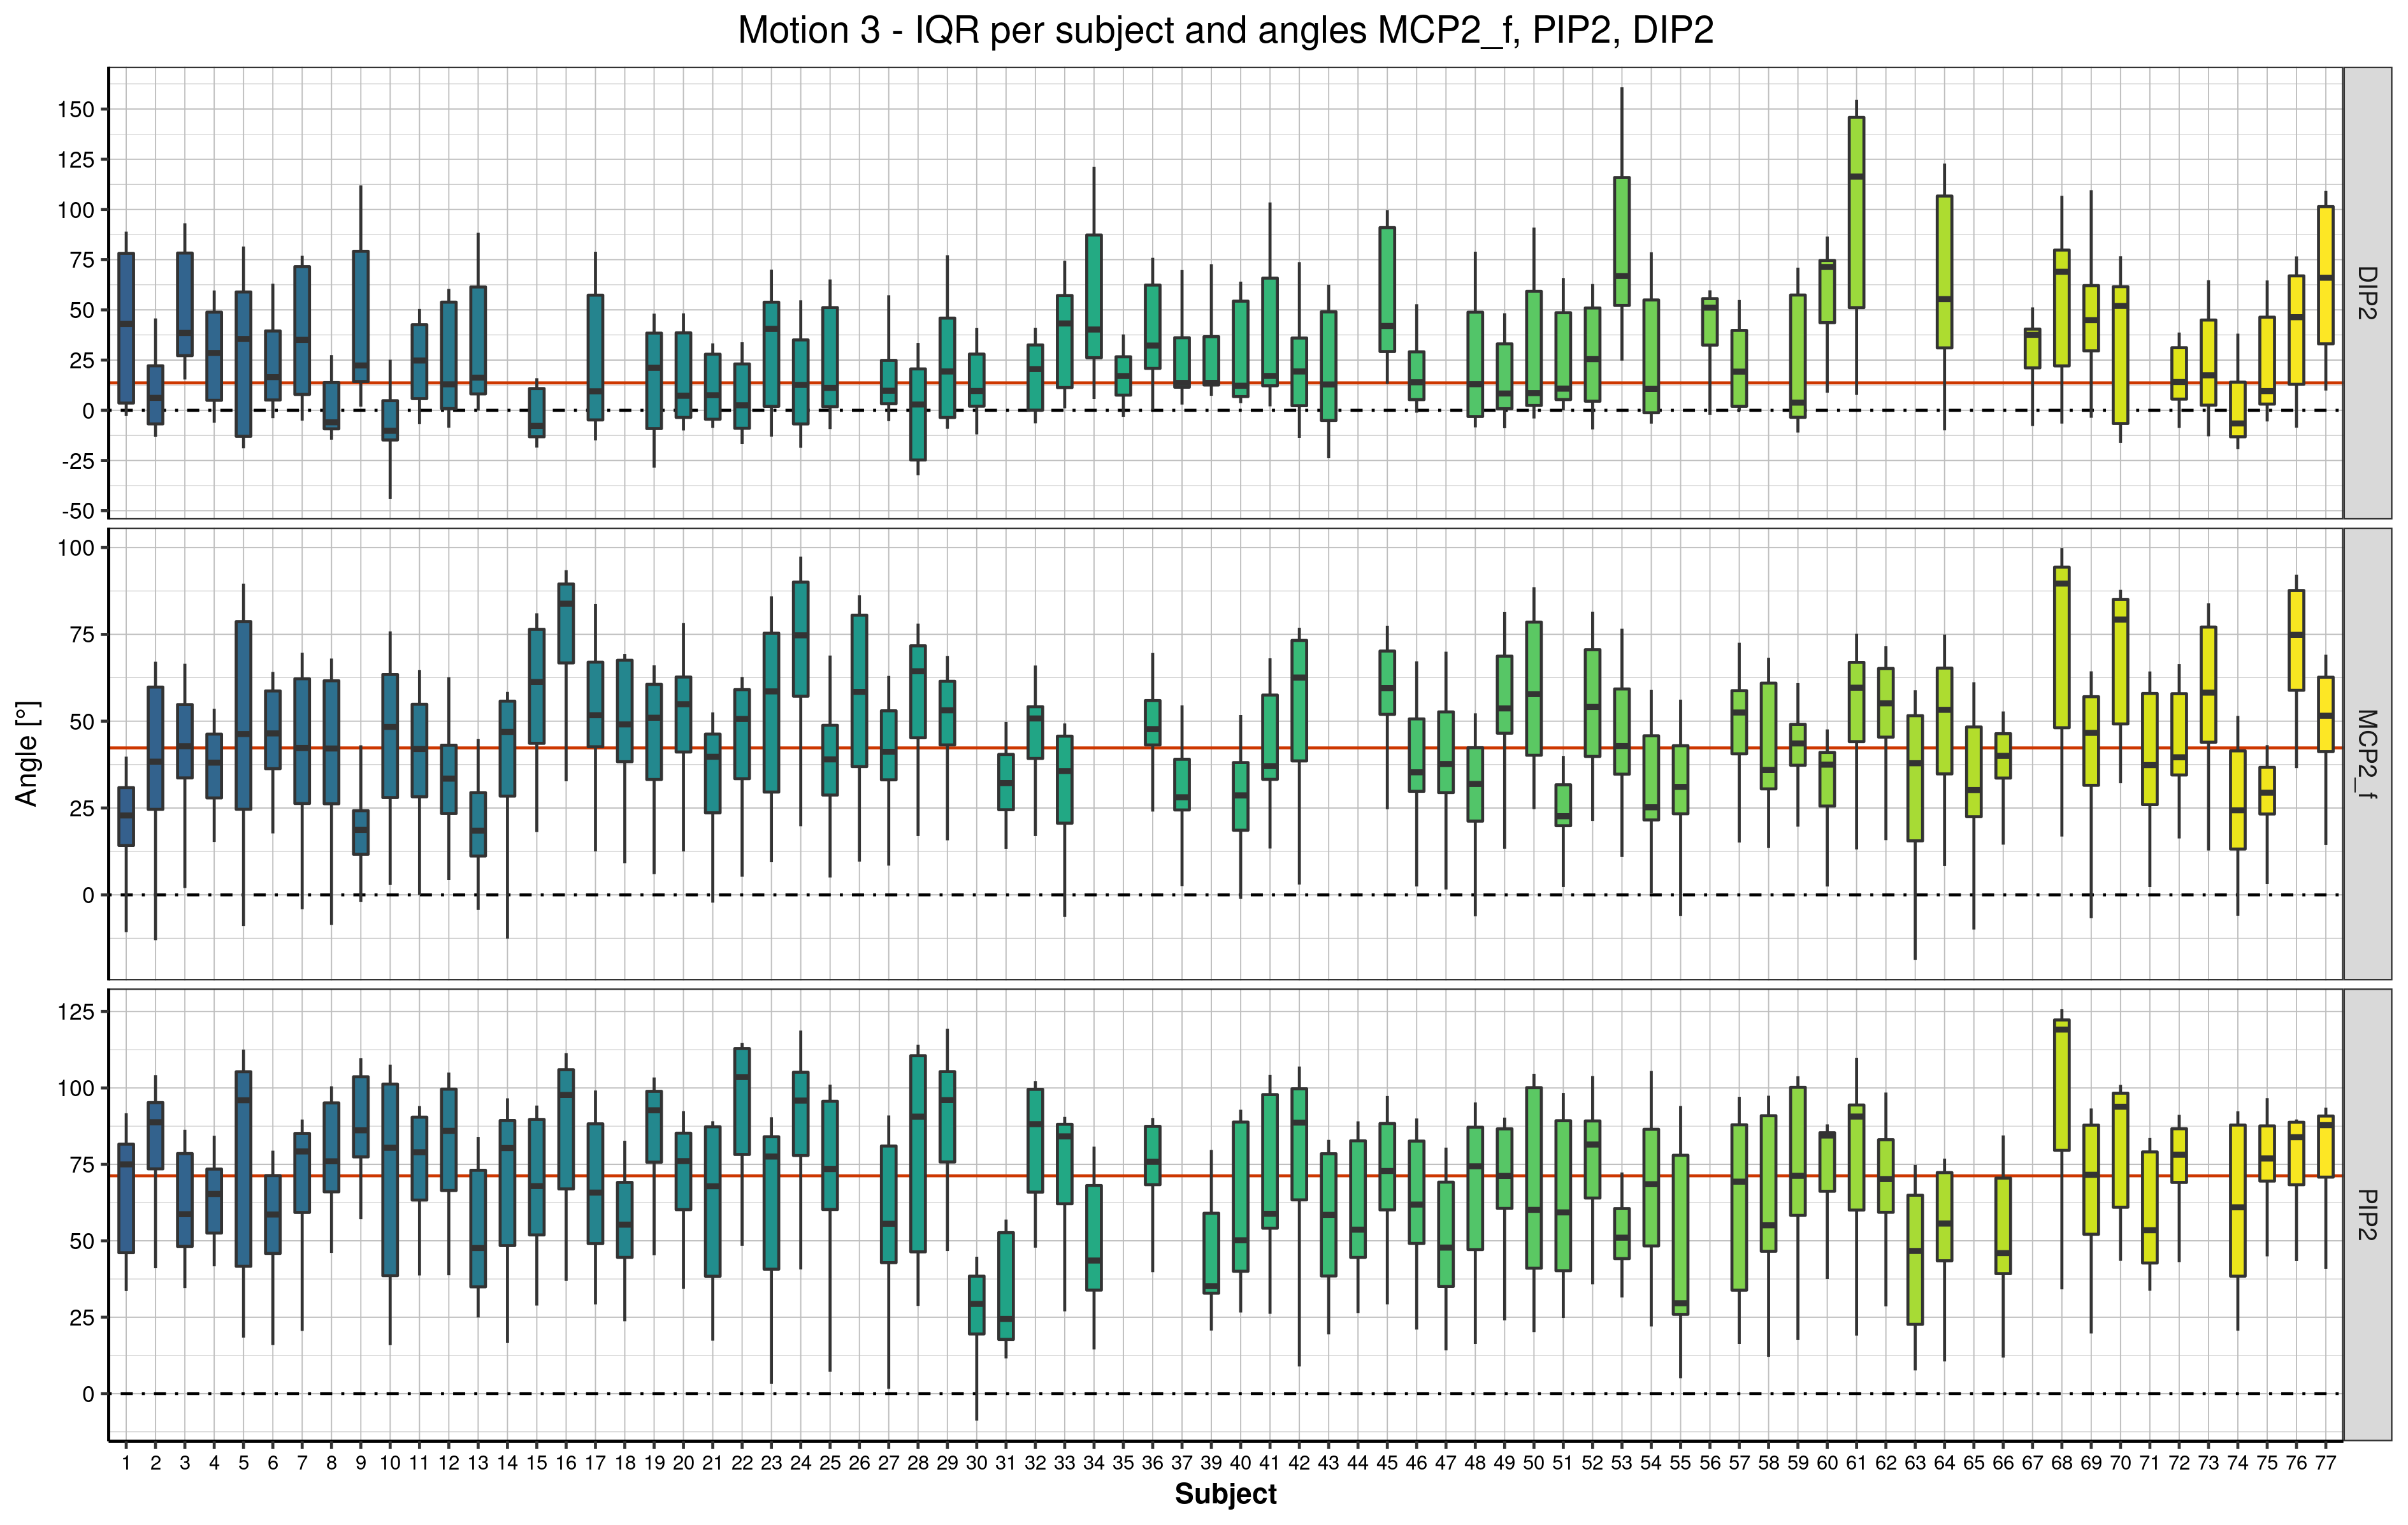 Motion 3 - IQR per subject and angles MCP2_f, PIP2, DIP2
Angle [°]
150
125
100
75
50
25
0
-25
-50
DIP2
100
75
50
25
0
MCP2_f
125
100
75
50
25
0
PIP2
1 2 3 4 5 6 7 8 9 10 11 12 13 14 15 16 17 18 19 20 21 22 23 24 25 26 27 28 29 30 31 32 33 34 35 36 37 39 40 41 42 43 44 45 46 47 48 49 50 51 52 53 54 55 56 57 58 59 60 61 62 63 64 65 66 67 68 69 70 71 72 73 74 75 76 77
Subject